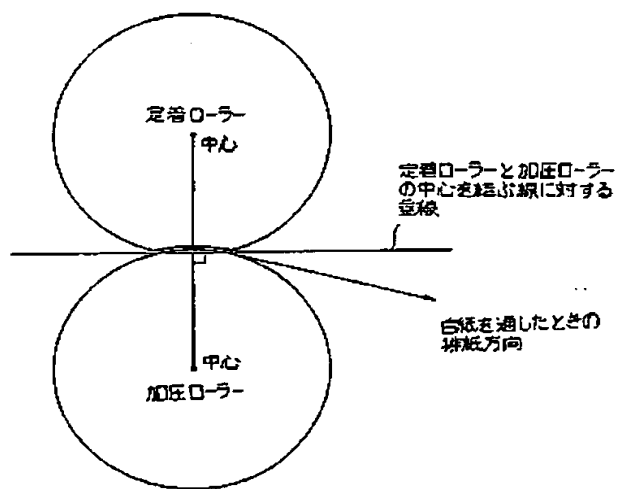 定着ローラー
中心
定着ローラーと加圧ローラー
の中心を結ぶ線に対する
垂線
白紙を通したときの
排紙方向
中心
加圧ローラー